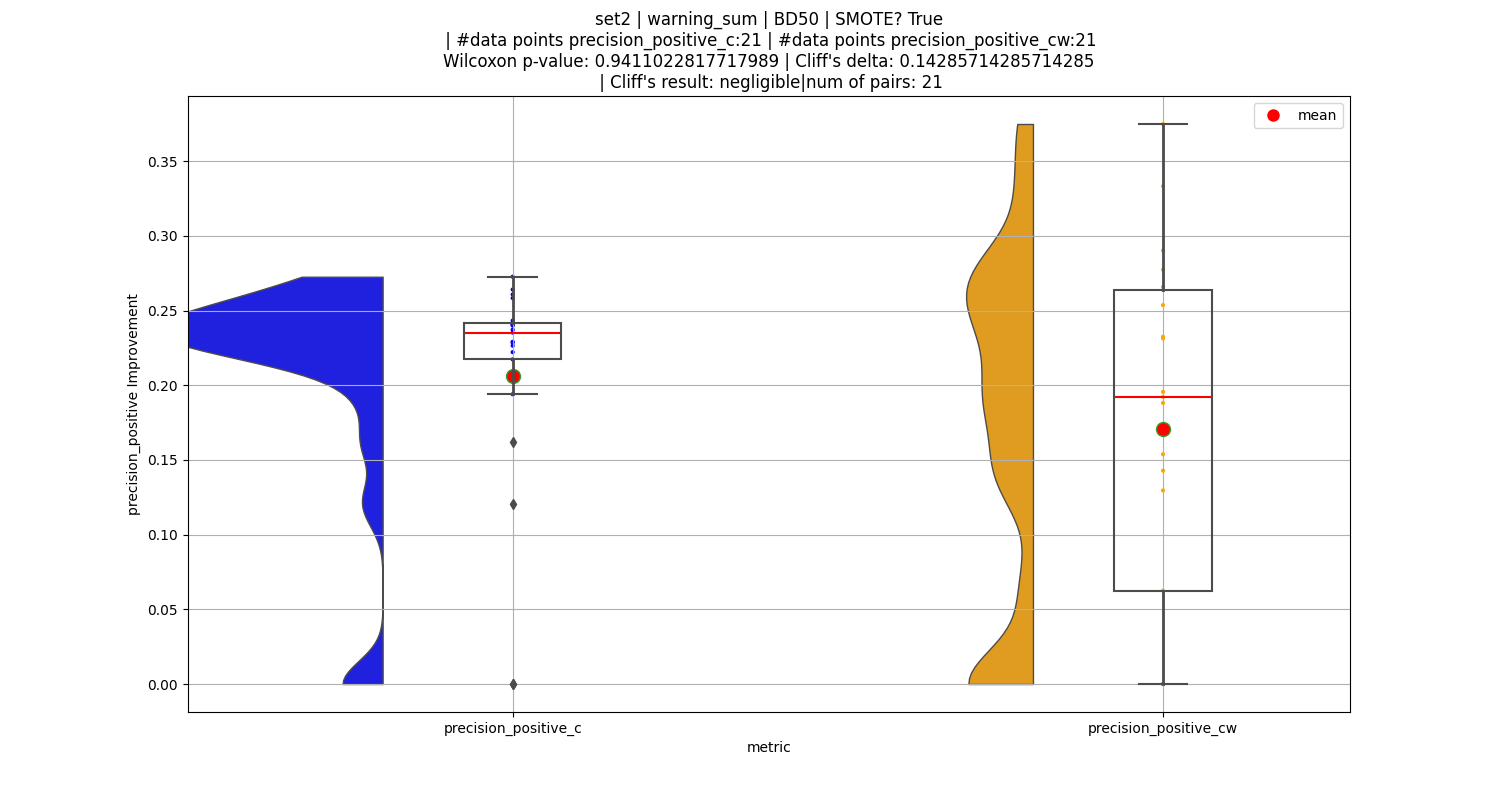 set2 | warning_sum | BD50 | SMOTE? True
| #data points precision_positive_c:21 | #data points precision_positive_cw:21
Wilcoxon p-value: 0.9411022817717989 | Cliff's delta: 0.14285714285714285
| Cliff's result: negligible|num of pairs: 21
mean
precision_positive Improvement
0.35
0.30
0.25
0.20
0.15
0.10
0.05
0.00
precision_positive_c
precision_positive_cw
metric